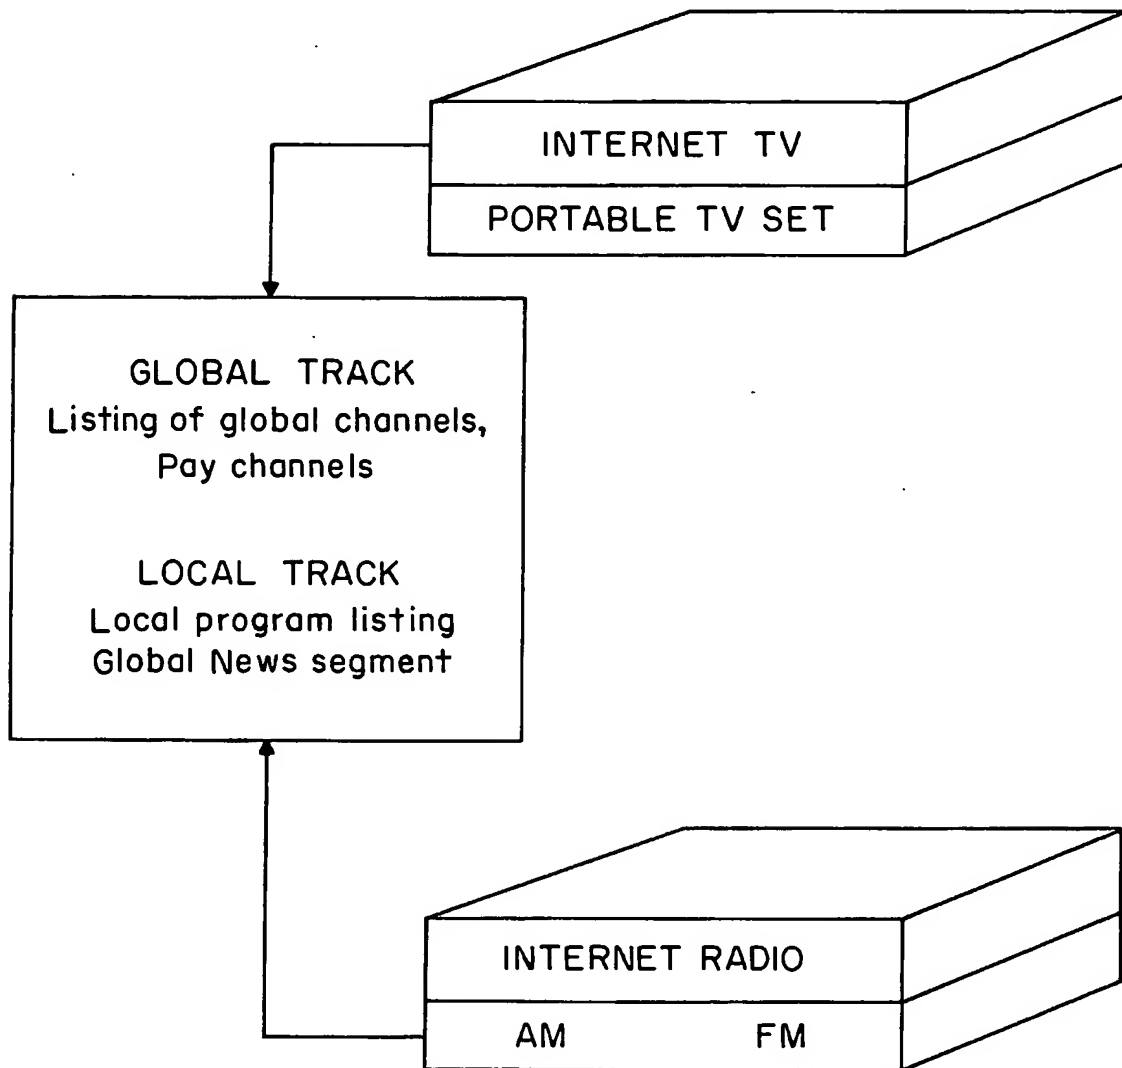 INTERNET TV
PORTABLE TV SET
GLOBAL TRACK
Listing of global channels,
Pay channels
LOCAL TRACK
Local program listing
Global News segment
INTERNET RADIO
AM FM